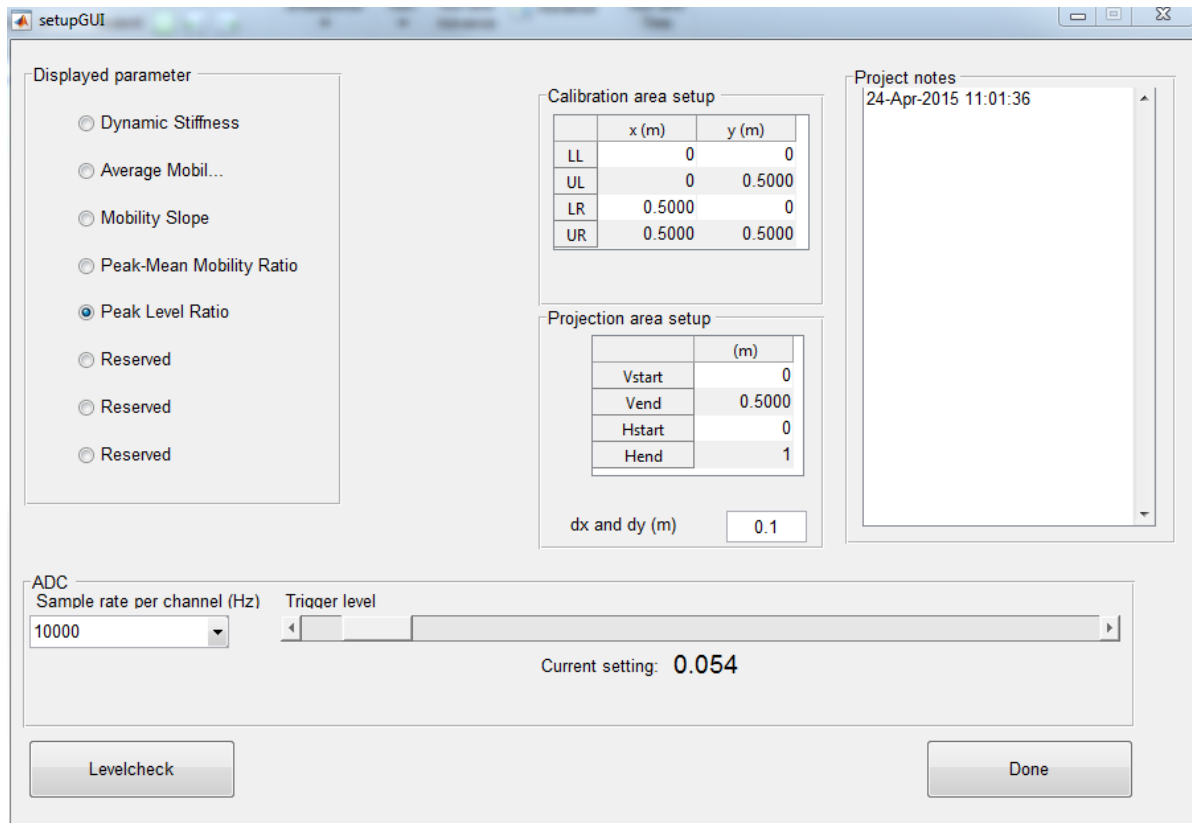 setupGUI
Displayed parameter
Dynamic Stiffness
Average Mobil...
Mobility Slope
Peak-Mean Mobility Ratio
Peak Level Ratio
Reserved
Reserved
Reserved
Calibration area setup
x (m) y (m)
LL 0 0
UL 0 0.5000
LR 0.5000 0
UR 0.5000 0.5000
Projection area setup
(m)
Vstart 0
Vend 0.5000
Hstart 0
Hend 1
dx and dy (m) 0.1
Project notes
24-Apr-2015 11:01:36
ADC
Sample rate per channel (Hz) Trigger level
10000
Current setting: 0.054
Levelcheck Done